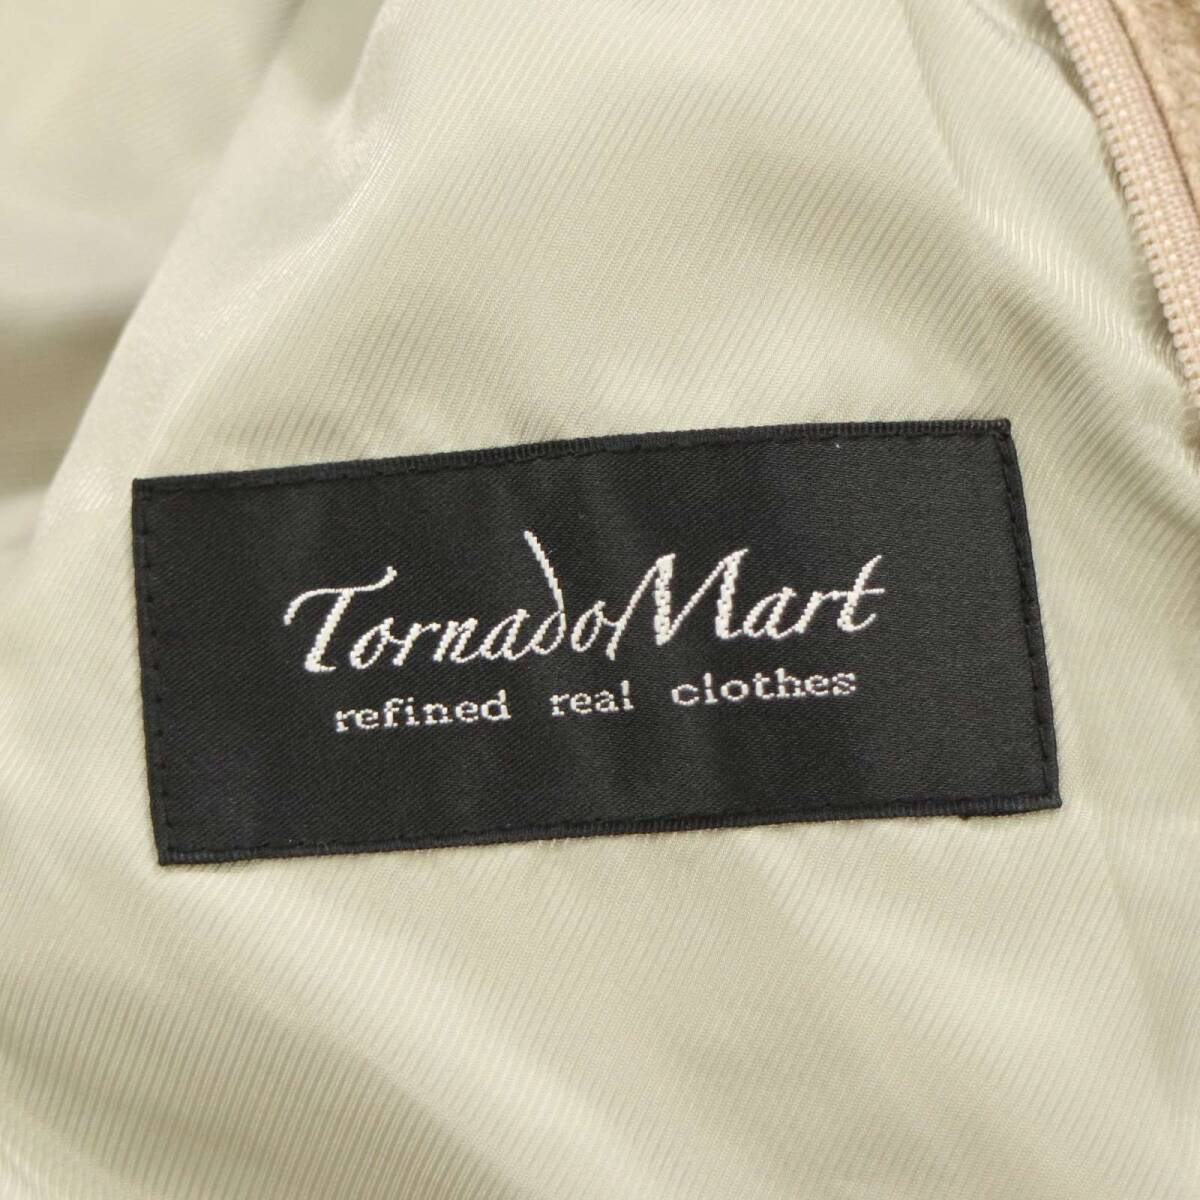 TornadoMart
refined real clothes